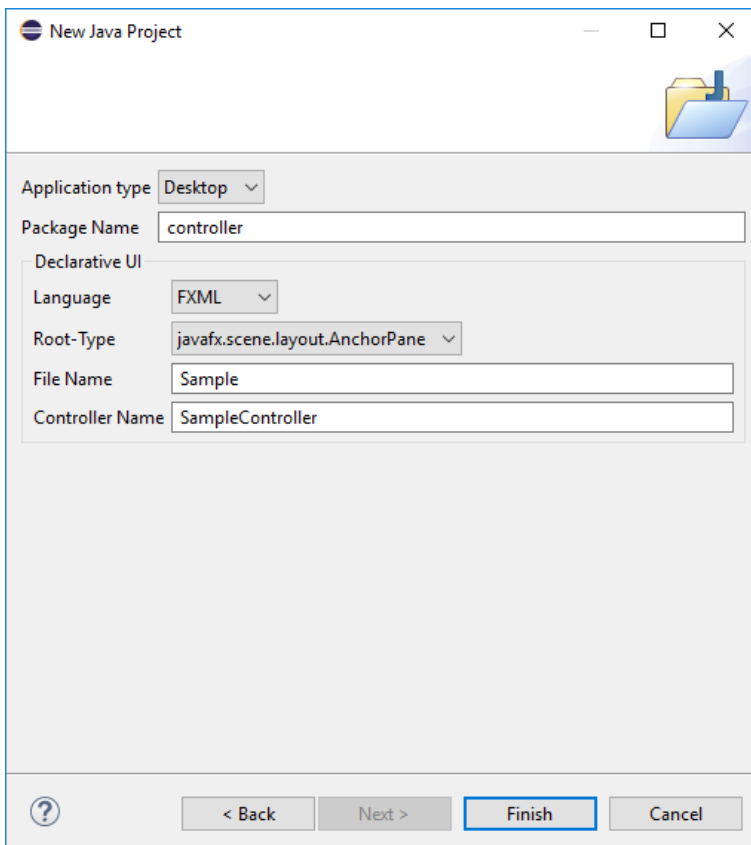 New Java Project
Application type Desktop
Package Name controller
Declarative UI
Language FXML
Root-Type javafx.scene.layout.AnchorPane
File Name Sample
Controller Name SampleController
? < Back Next > Finish Cancel